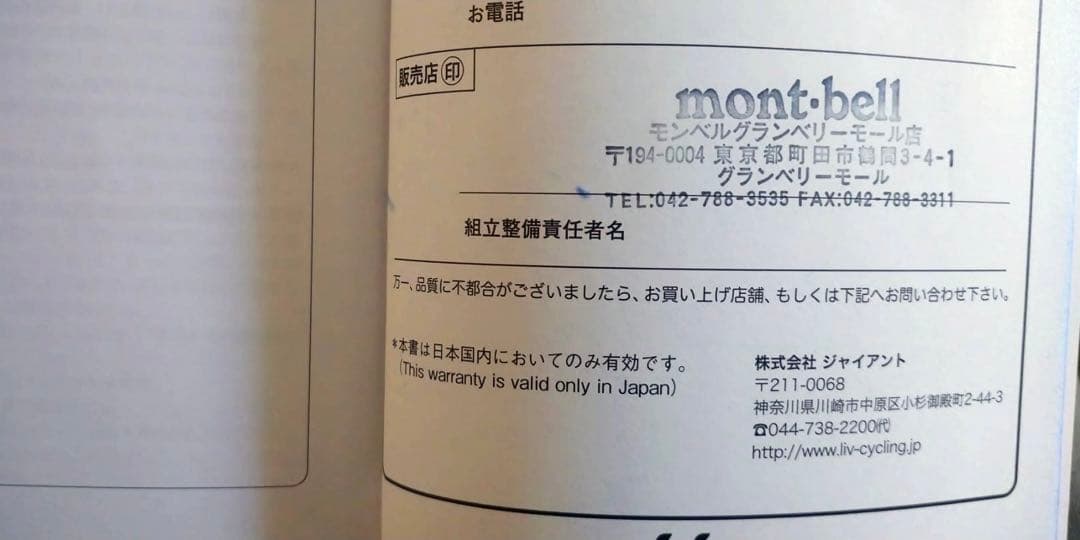 お電話
販売店㊞
mont·bell
モンベルグランベリーモール店
〒194-0004 東京都町田市鶴間3-4-1
グランベリーモール
TEL:042-788-3535 FAX:042-788-3311
組立整備責任者名
万一、品質に不都合がございましたら、お買い上げ店舗、もしくは下記へお問い合わせ下さい。
*本書は日本国内においてのみ有効です。
(This warranty is valid only in Japan)
株式会社 ジャイアント
〒211-0068
神奈川県川崎市中原区小杉御殿町2-44-3
☎044-738-2200㈹
http://www.liv-cycling.jp